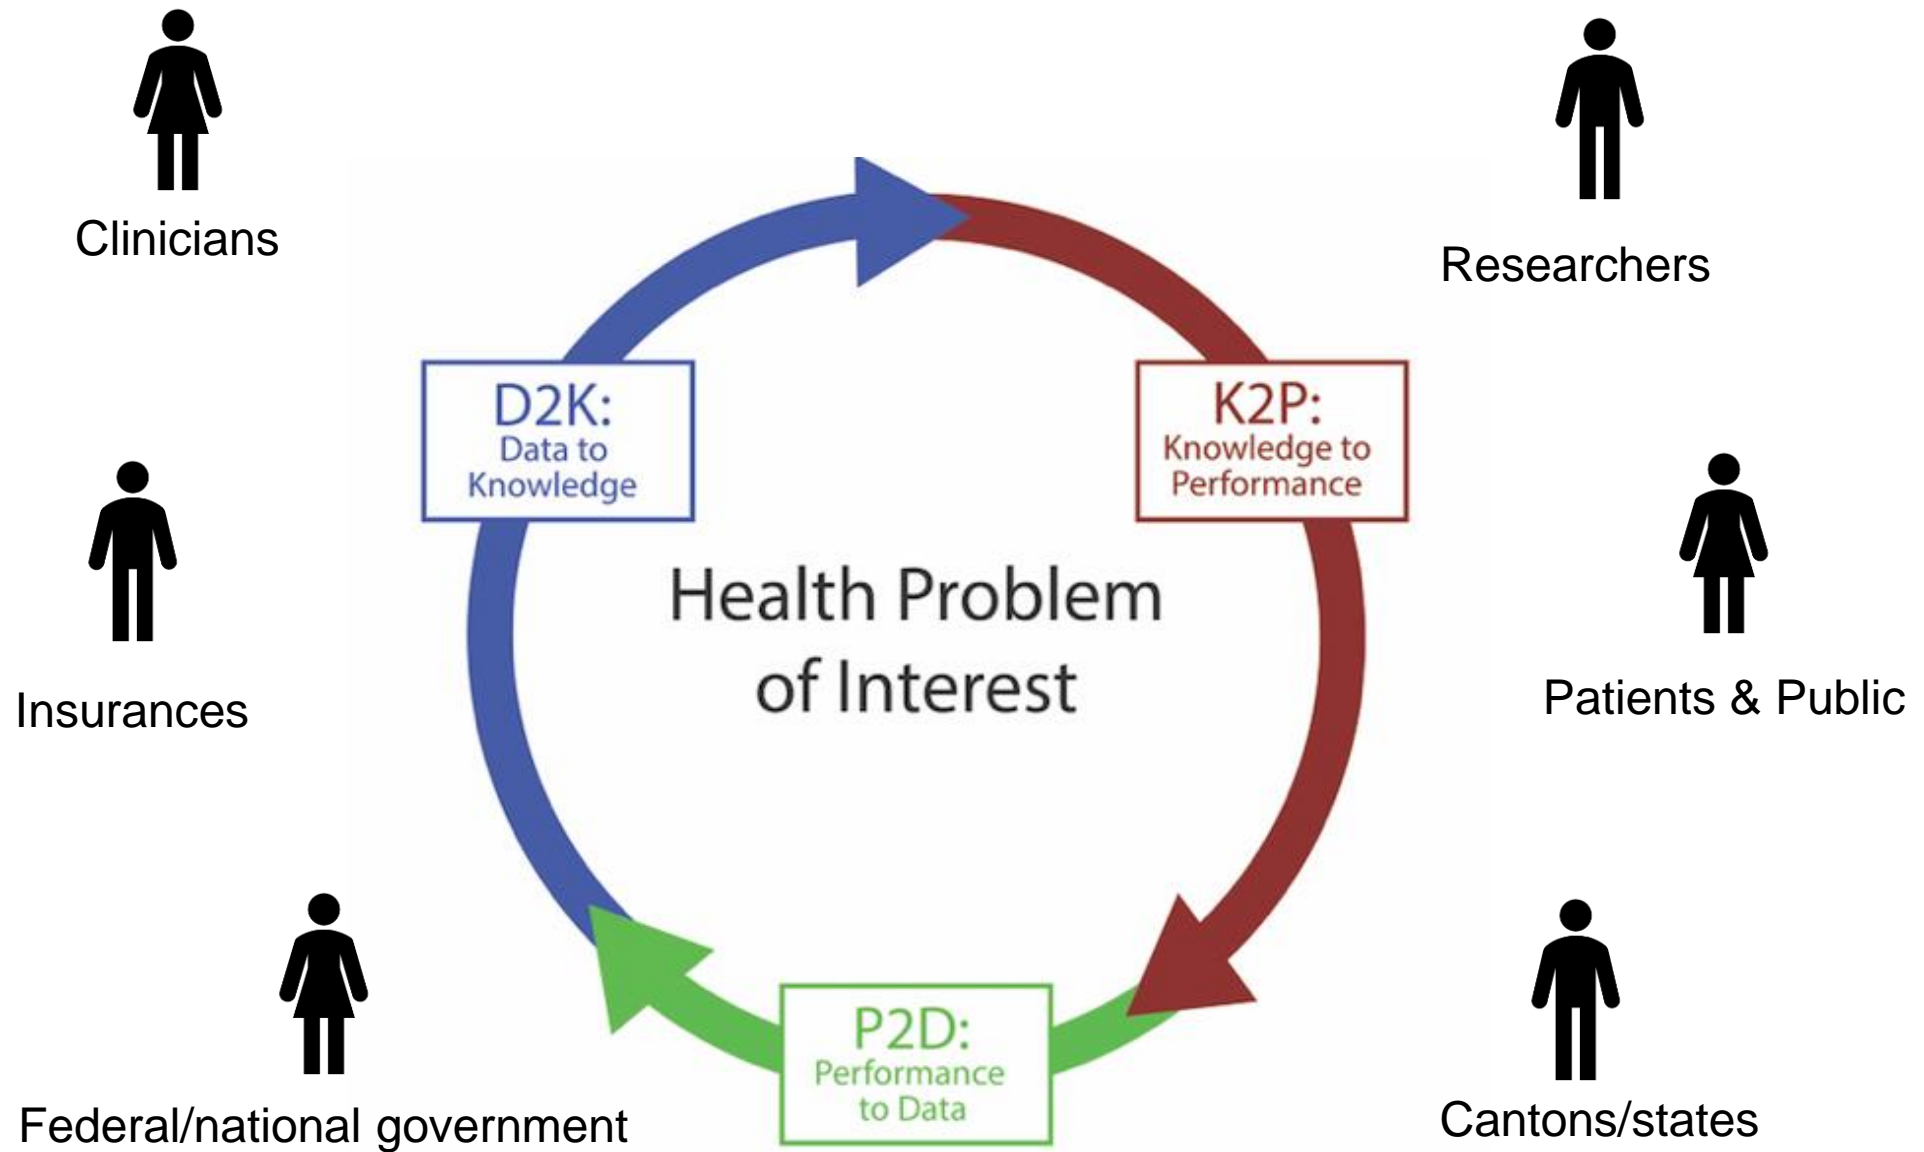 Clinicians
Researchers
D2K:
Data to
Knowledge
K2P:
Knowledge to
Performance
Health Problem
of Interest
Insurances
Patients & Public
P2D:
Performance
to Data
Federal/national government
Cantons/states